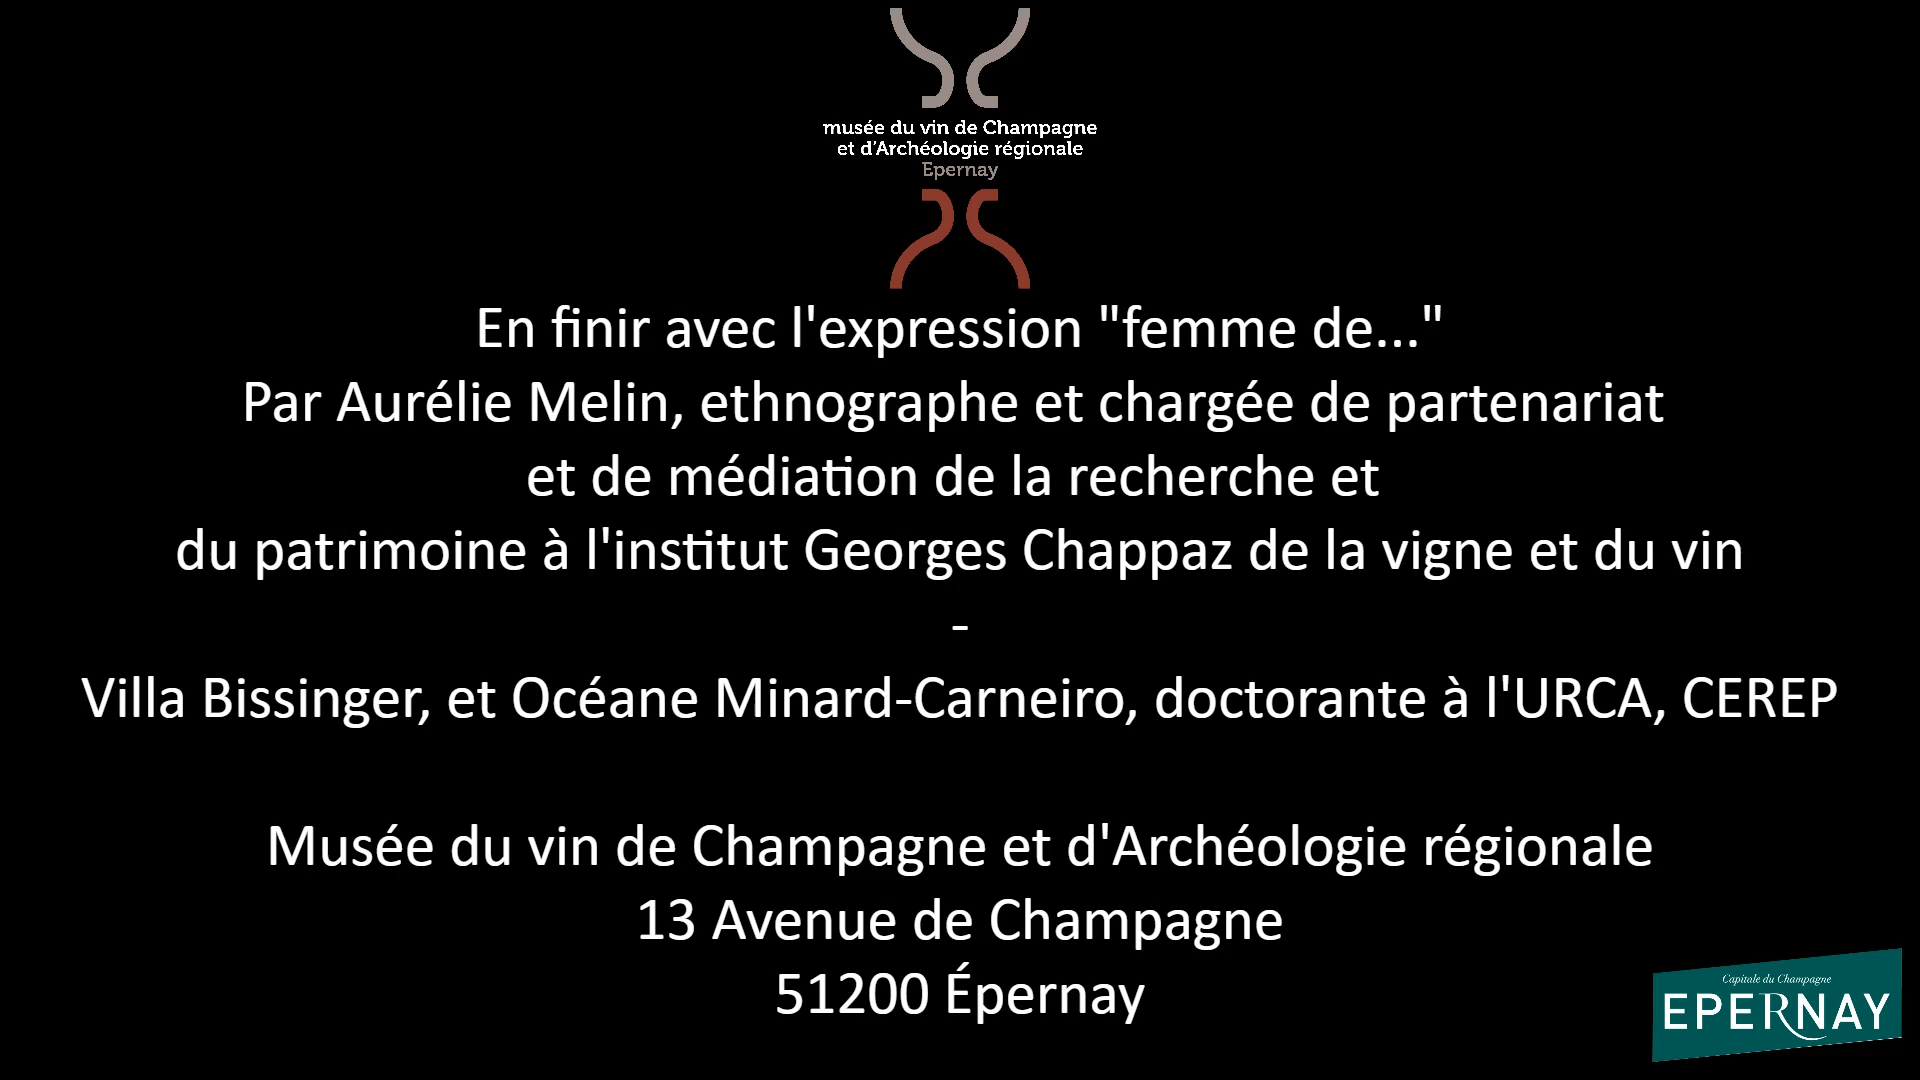 musée du vin de Champagne
et d'Archéologie régionale
Epernay
En finir avec l'expression "femme de..."
Par Aurélie Melin, ethnographe et chargée de partenariat
et de médiation de la recherche et
du patrimoine à l'institut Georges Chappaz de la vigne et du vin
-
Villa Bissinger, et Océane Minard-Carneiro, doctorante à l'URCA, CEREP
Musée du vin de Champagne et d'Archéologie régionale
13 Avenue de Champagne
51200 Épernay
Capitale du Champagne
EPERNAY